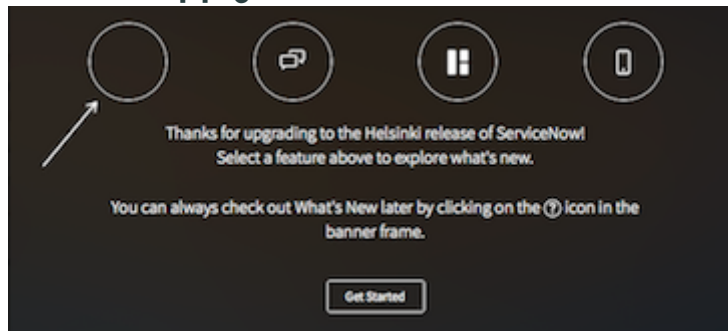 Thanks for upgrading to the Helsinki release of ServiceNow!
Select a feature above to explore what's new.
You can always check out What's New later by clicking on the ? icon in the
banner frame.
Get Started